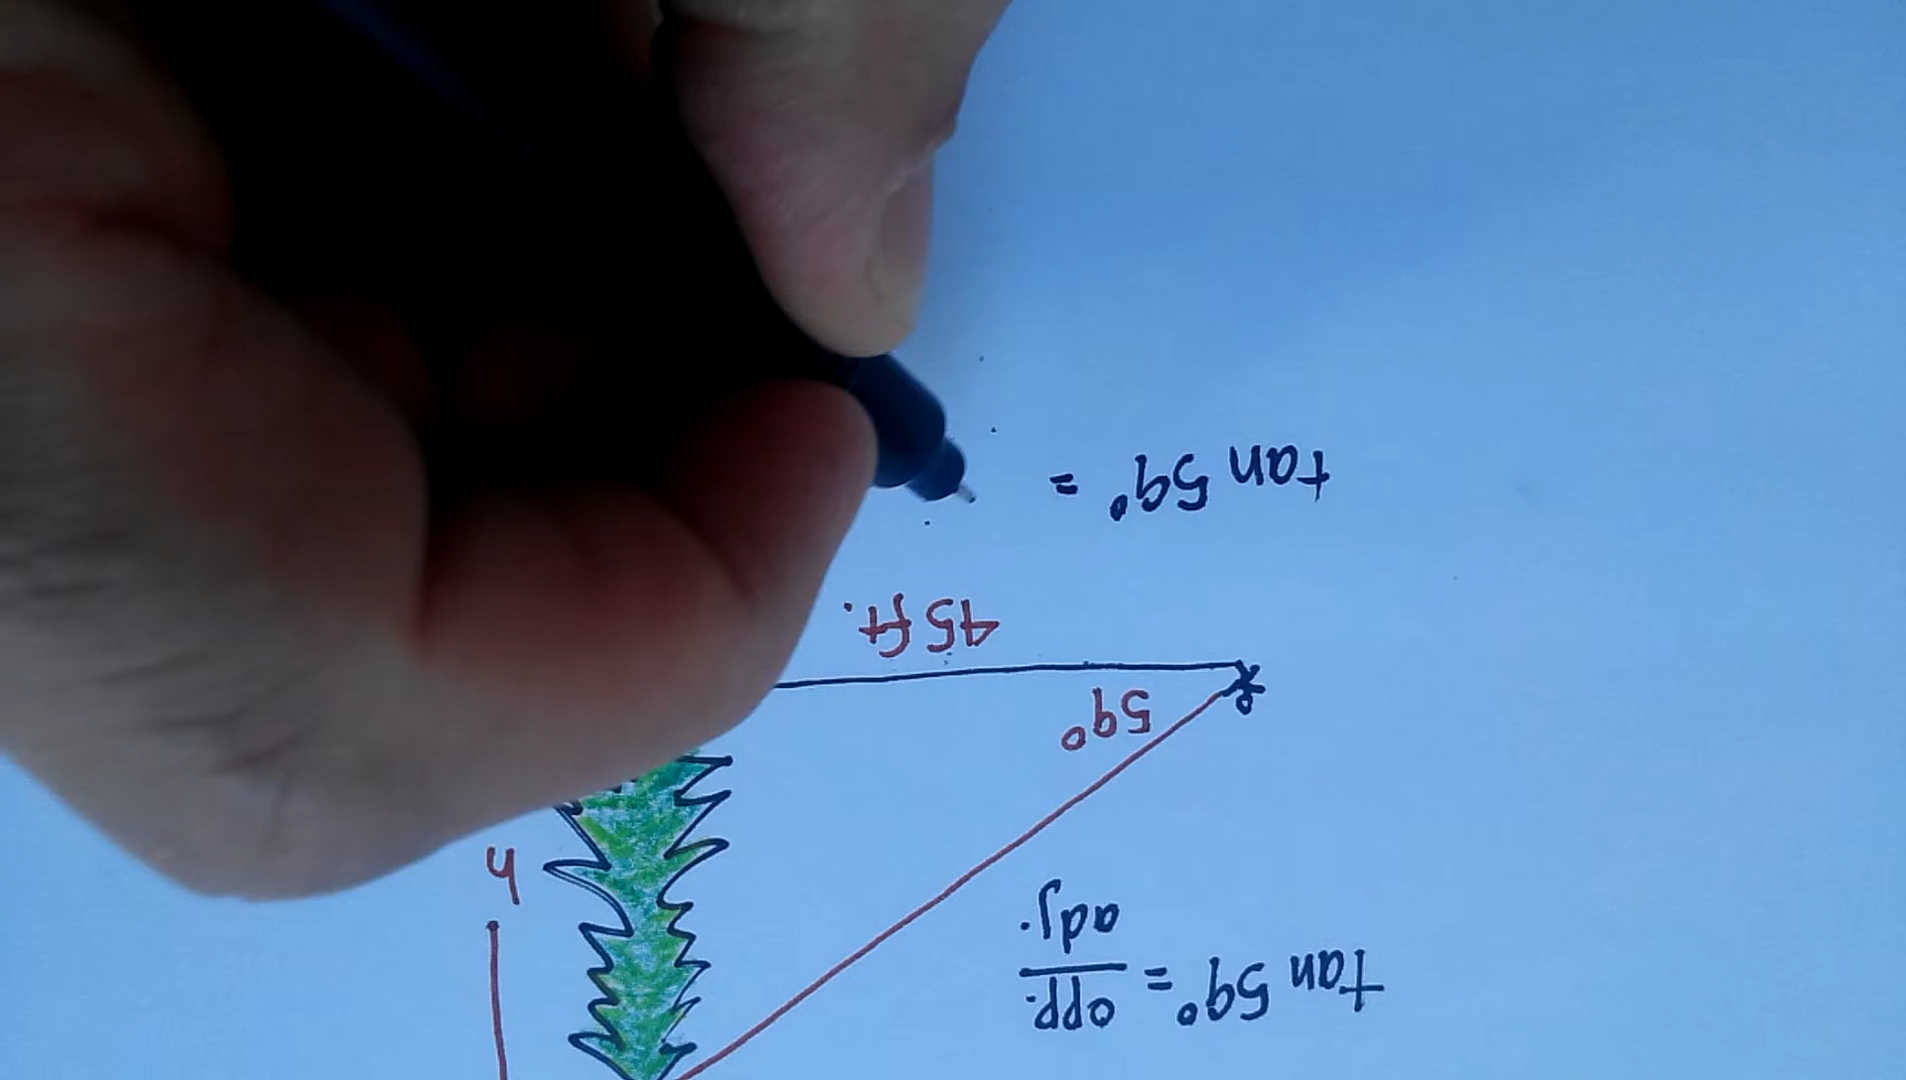 tan 59° = opp.
adj.
h
59°
45 ft.
tan 59° =